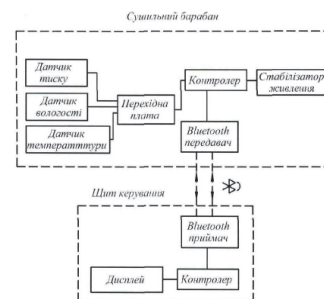 Сушильний барабан
Датчик
тиску
Датчик
вологості
Датчик
температттури
Перехідна
плата
Контролер
Стабілізатор
живлення
Bluetooth
передавач
Щит керування
Bluetooth
приймач
Дисплей
Контролер